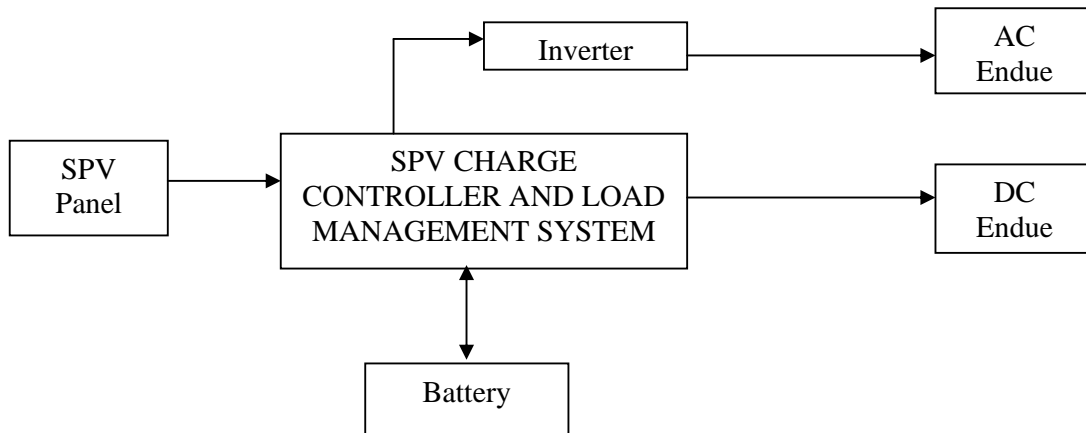 Inverter
AC
Endue
SPV
Panel
SPV CHARGE
CONTROLLER AND LOAD
MANAGEMENT SYSTEM
DC
Endue
Battery